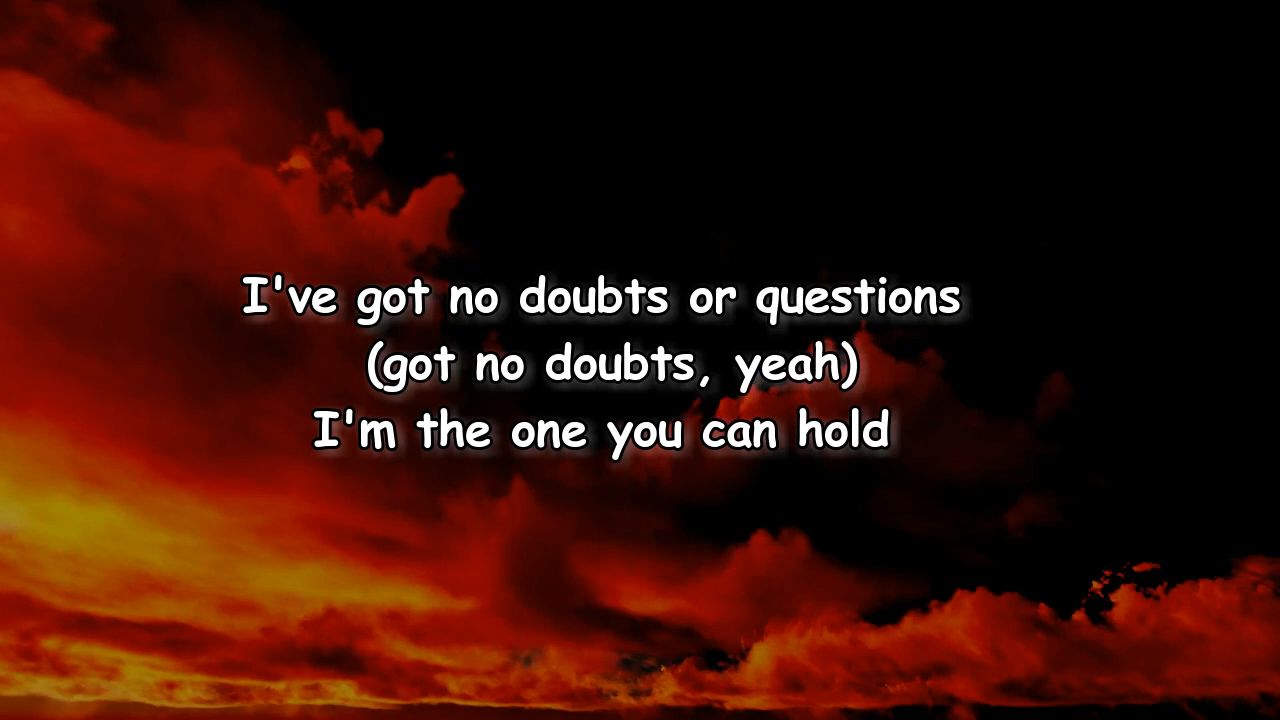 I've got no doubts or questions
(got no doubts, yeah)
I'm the one you can hold